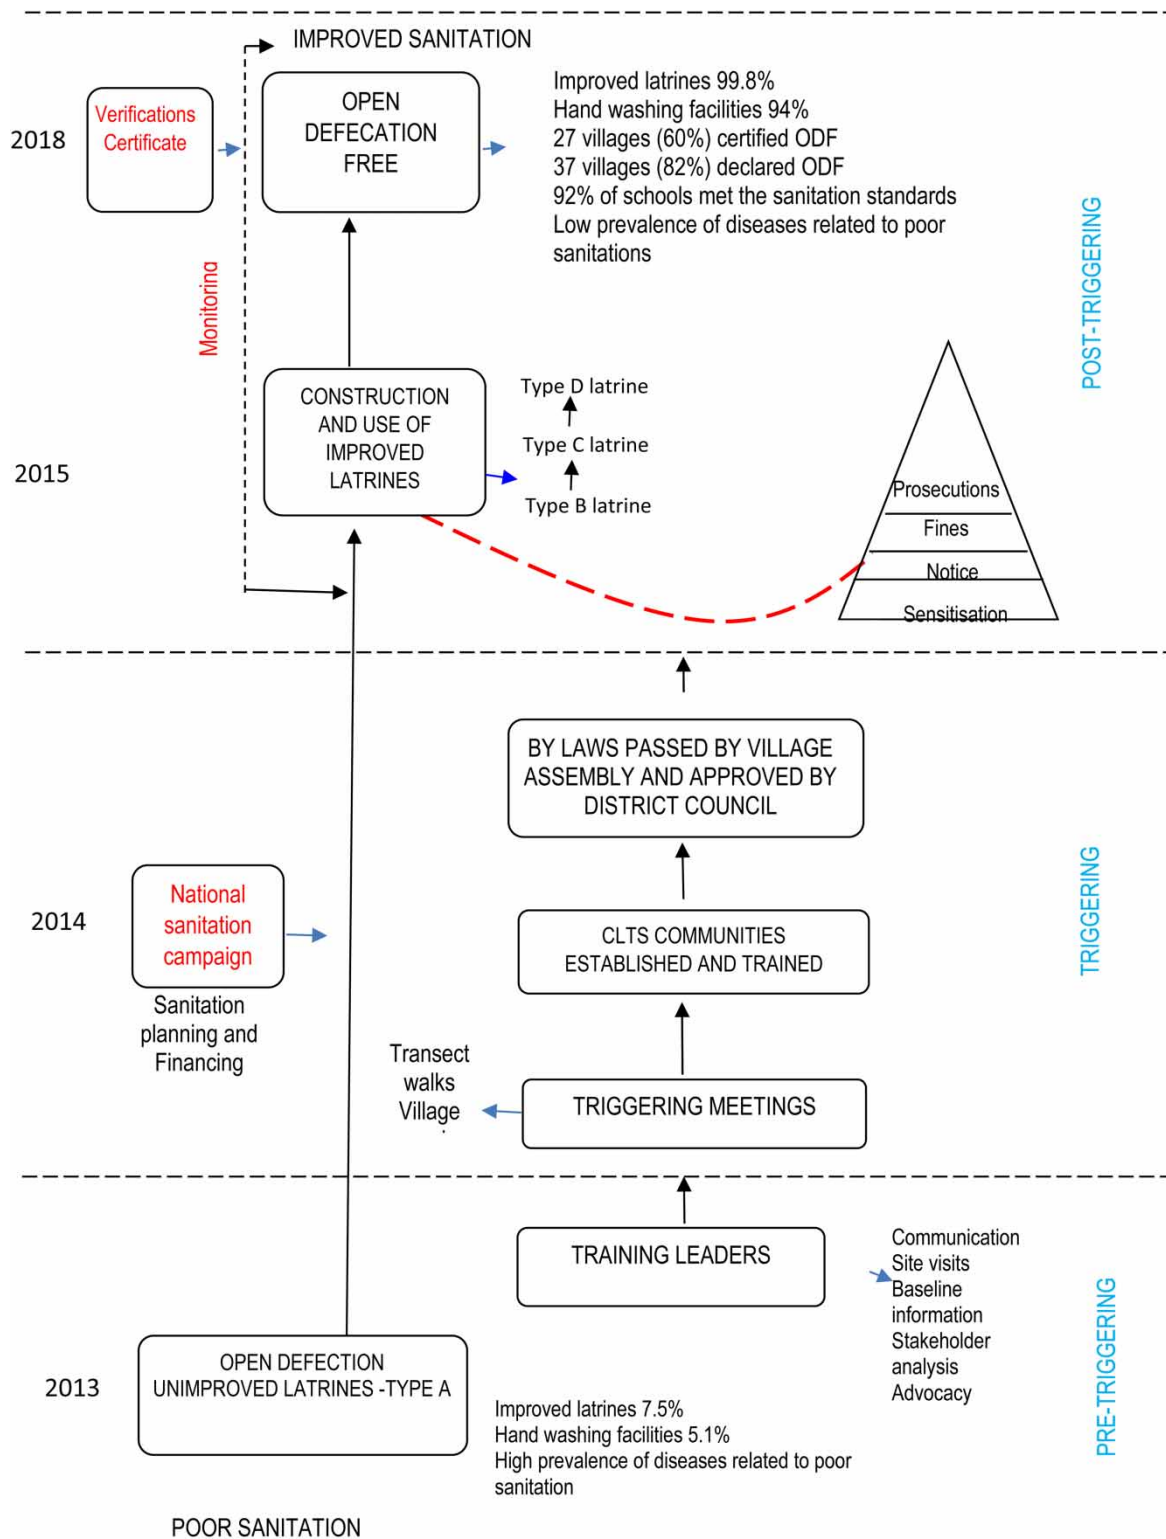 IMPROVED SANITATION
2018
Verifications
Certificate
OPEN
DEFECATION
FREE
Improved latrines 99.8%
Hand washing facilities 94%
27 villages (60%) certified ODF
37 villages (82%) declared ODF
92% of schools met the sanitation standards
Low prevalence of diseases related to poor
sanitations
POST-TRIGGERING
Monitoring
2015
CONSTRUCTION
AND USE OF
IMPROVED
LATRINES
Type D latrine
Type C latrine
Type B latrine
Prosecutions
Fines
Notice
Sensitisation
BY LAWS PASSED BY VILLAGE
ASSEMBLY AND APPROVED BY
DISTRICT COUNCIL
2014
National
sanitation
campaign
Sanitation
planning and
Financing
CLTS COMMUNITIES
ESTABLISHED AND TRAINED
TRIGGERING
Transect
walks
Village
TRIGGERING MEETINGS
TRAINING LEADERS
Communication
Site visits
Baseline
information
Stakeholder
analysis
Advocacy
PRE-TRIGGERING
2013
OPEN DEFECTION
UNIMPROVED LATRINES -TYPE A
Improved latrines 7.5%
Hand washing facilities 5.1%
High prevalence of diseases related to poor
sanitation
POOR SANITATION